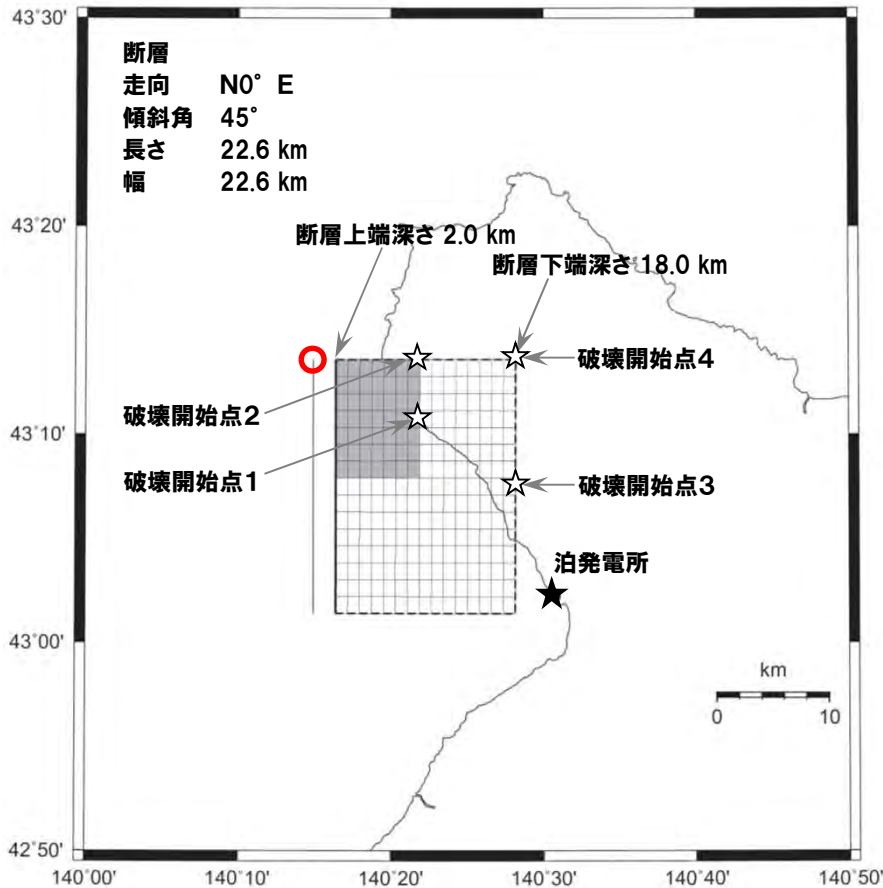 43°30'
断層
走向 N0° E
傾斜角 45°
長さ 22.6 km
幅 22.6 km
43°20'
断層上端深さ 2.0 km
断層下端深さ 18.0 km
破壊開始点4
破壊開始点2
43°10'
破壊開始点1
破壊開始点3
泊発電所
43°00'
km
0 10
42°50'
140°00' 140°10' 140°20' 140°30' 140°40' 140°50'